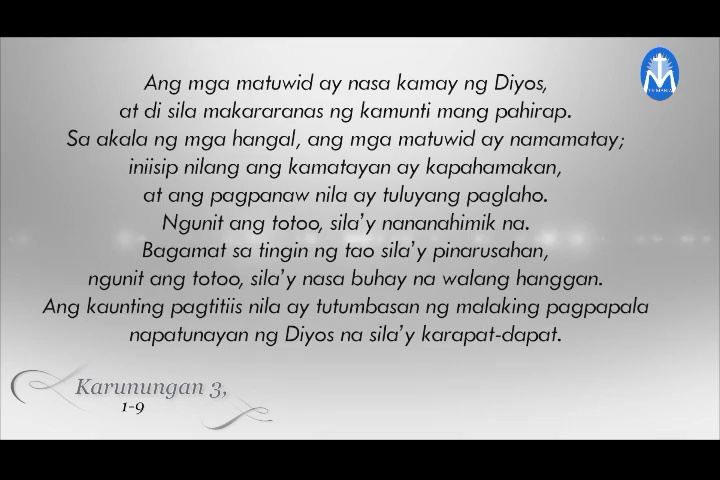 Ang mga matuwid ay nasa kamay ng Diyos,
at di sila makararanas ng kamunti mang pahirap.
Sa akala ng mga hangal, ang mga matuwid ay namamatay;
iniisip nilang ang kamatayan ay kapahamakan,
at ang pagpanaw nila ay tuluyang paglaho.
Ngunit ang totoo, sila'y nananahimik na.
Bagamat sa tingin ng tao sila'y pinarusahan,
ngunit ang totoo, sila'y nasa buhay na walang hanggan.
Ang kaunting pagtitiis nila ay tutumbasan ng malaking pagpapala
napatunayan ng Diyos na sila'y karapat-dapat.
Karunungan 3,
1-9
TV MARIA